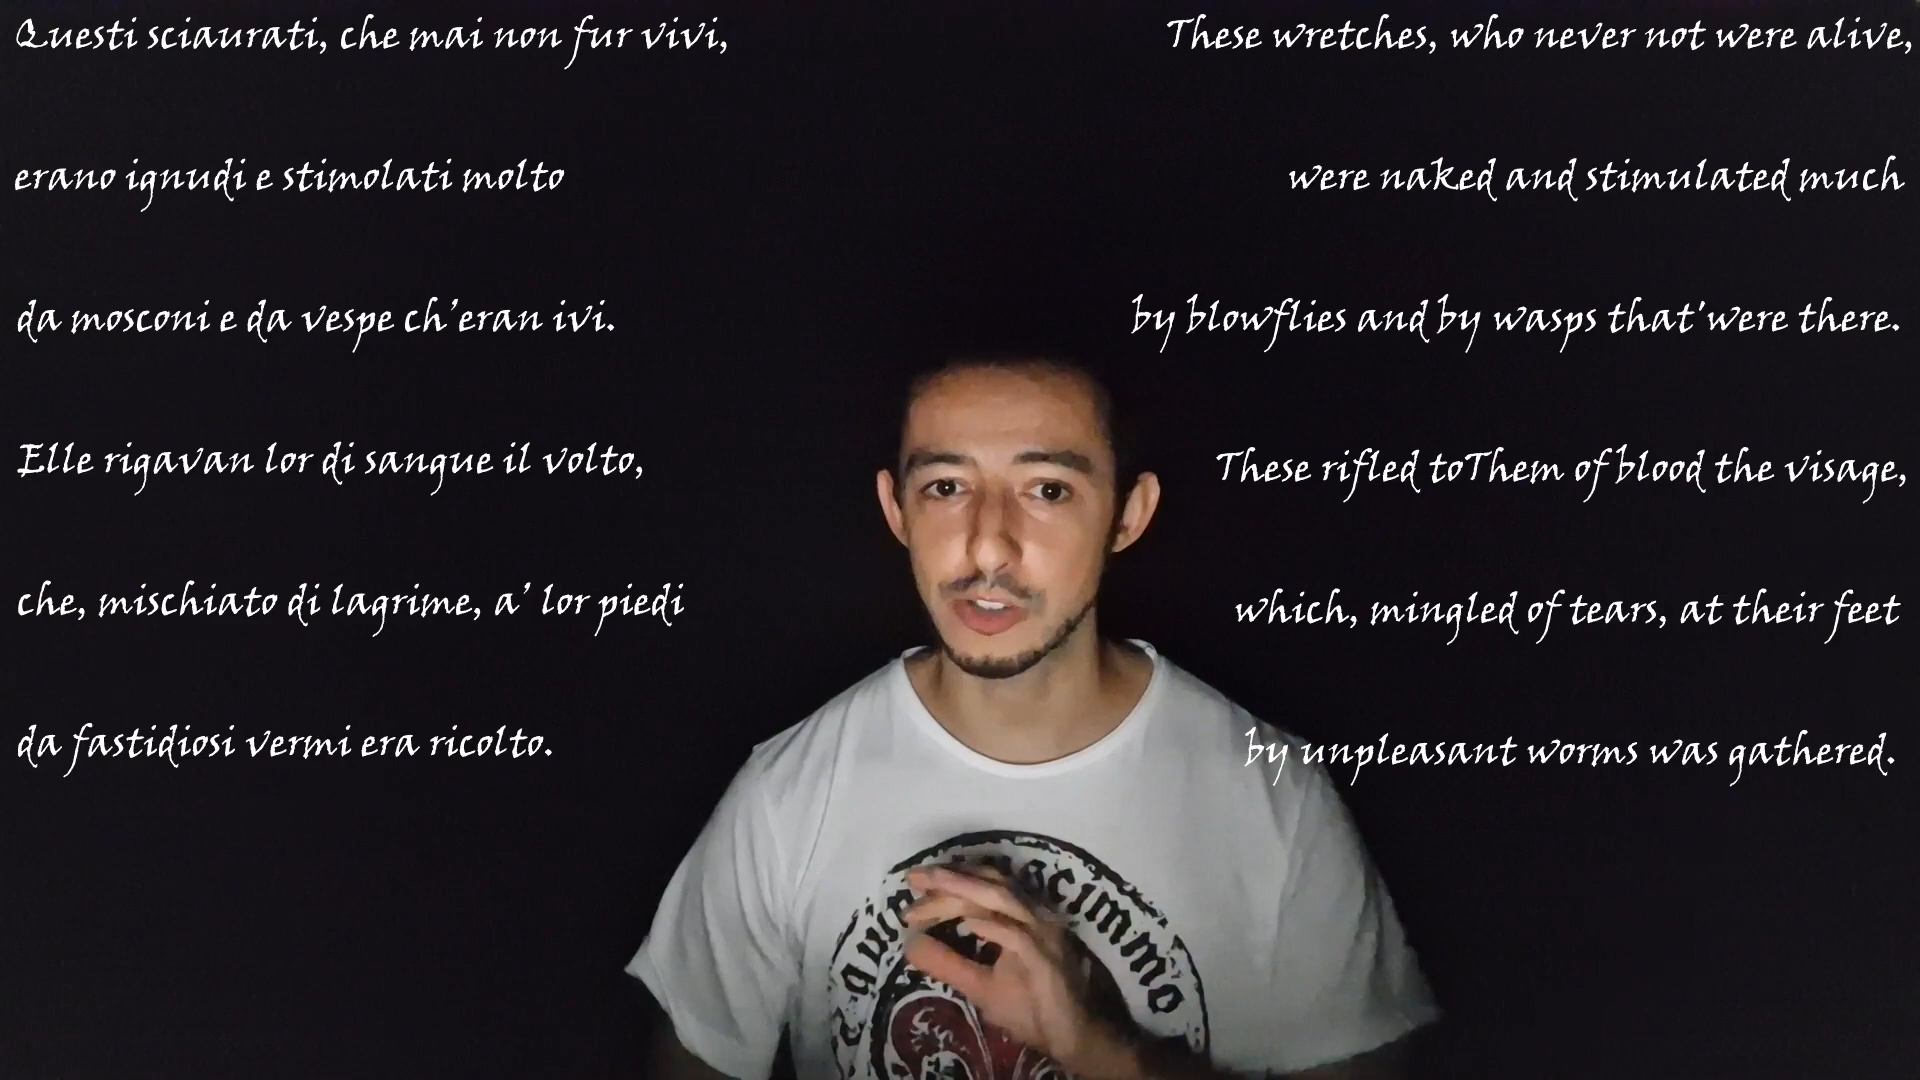 Questi sciaurati, che mai non fur vivi,
erano ignudi e stimolati molto
da mosconi e da vespe ch'eran ivi.
Elle rigavan lor di sangue il volto,
che, mischiato di lagrime, a' lor piedi
da fastidiosi vermi era ricolto.
These wretches, who never not were alive,
were naked and stimulated much
by blowflies and by wasps that'were there.
These rifled toThem of blood the visage,
which, mingled of tears, at their feet
by unpleasant worms was gathered.